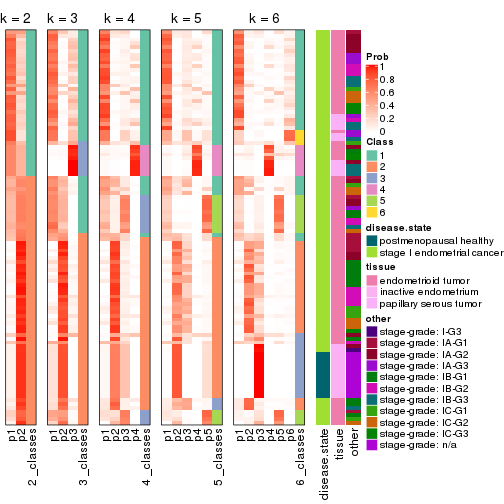 k = 2
k = 3
k = 4
k = 5
k = 6
p1
p2
2_classes
p1
p2
p3
3_classes
p1
p2
p3
p4
4_classes
p1
p2
p3
p4
p5
5_classes
p1
p2
p3
p4
p5
p6
6_classes
disease.state
tissue
other
Prob
1
0.8
0.6
0.4
0.2
0
Class
1
2
3
4
5
6
disease.state
postmenopausal healthy
stage I endometrial cancer
tissue
endometrioid tumor
inactive endometrium
papillary serous tumor
other
stage-grade: I-G3
stage-grade: IA-G1
stage-grade: IA-G2
stage-grade: IA-G3
stage-grade: IB-G1
stage-grade: IB-G2
stage-grade: IB-G3
stage-grade: IC-G1
stage-grade: IC-G2
stage-grade: IC-G3
stage-grade: n/a